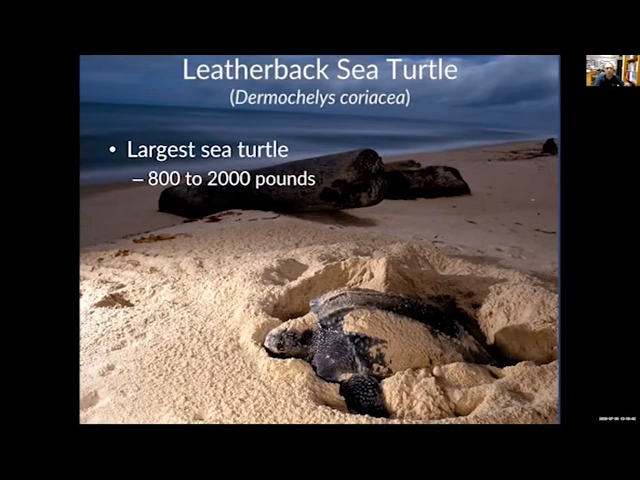 Leatherback Sea Turtle
(Dermochelys coriacea)
• Largest sea turtle
– 800 to 2000 pounds